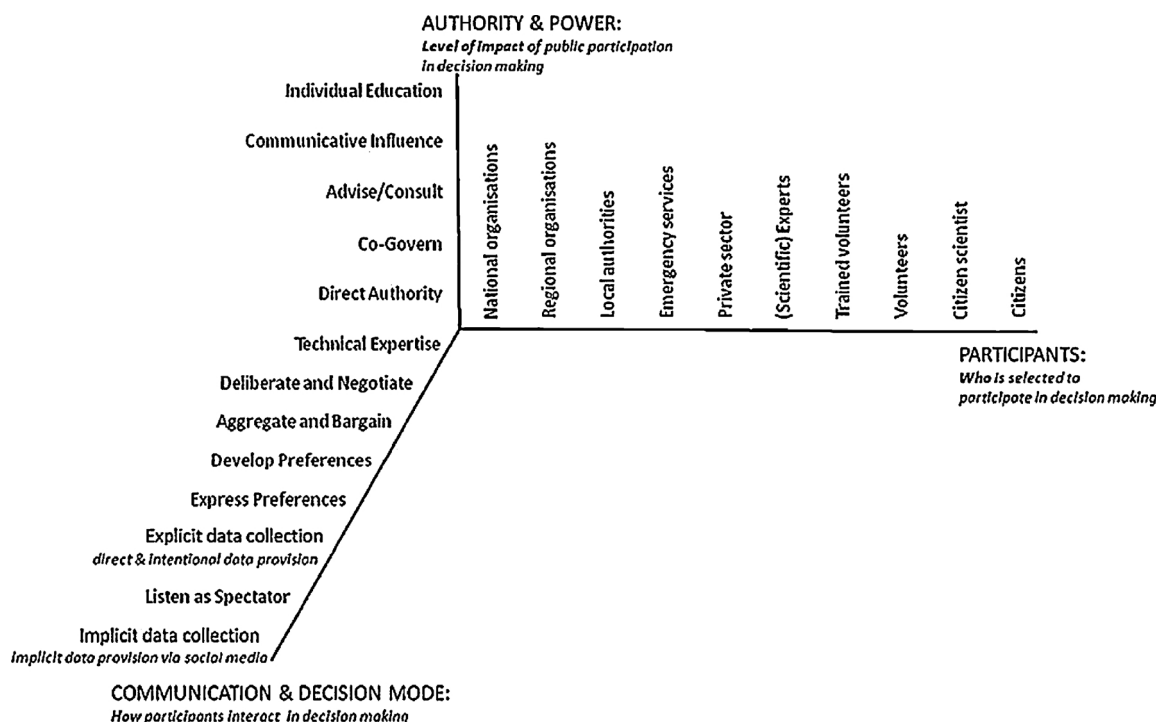 AUTHORITY & POWER:
Level of impact of public participation
in decision making
Individual Education
Communicative Influence
Advise/Consult
Co-Govern
Direct Authority
National organisations
Regional organisations
Local authorities
Emergency services
Private sector
(Scientific) Experts
Trained volunteers
Volunteers
Citizen scientist
Citizens
PARTICIPANTS:
Who is selected to
participate in decision making
Technical Expertise
Deliberate and Negotiate
Aggregate and Bargain
Develop Preferences
Express Preferences
Explicit data collection
direct & intentional data provision
Listen as Spectator
Implicit data collection
implicit data provision via social media
COMMUNICATION & DECISION MODE:
How participants interact in decision making